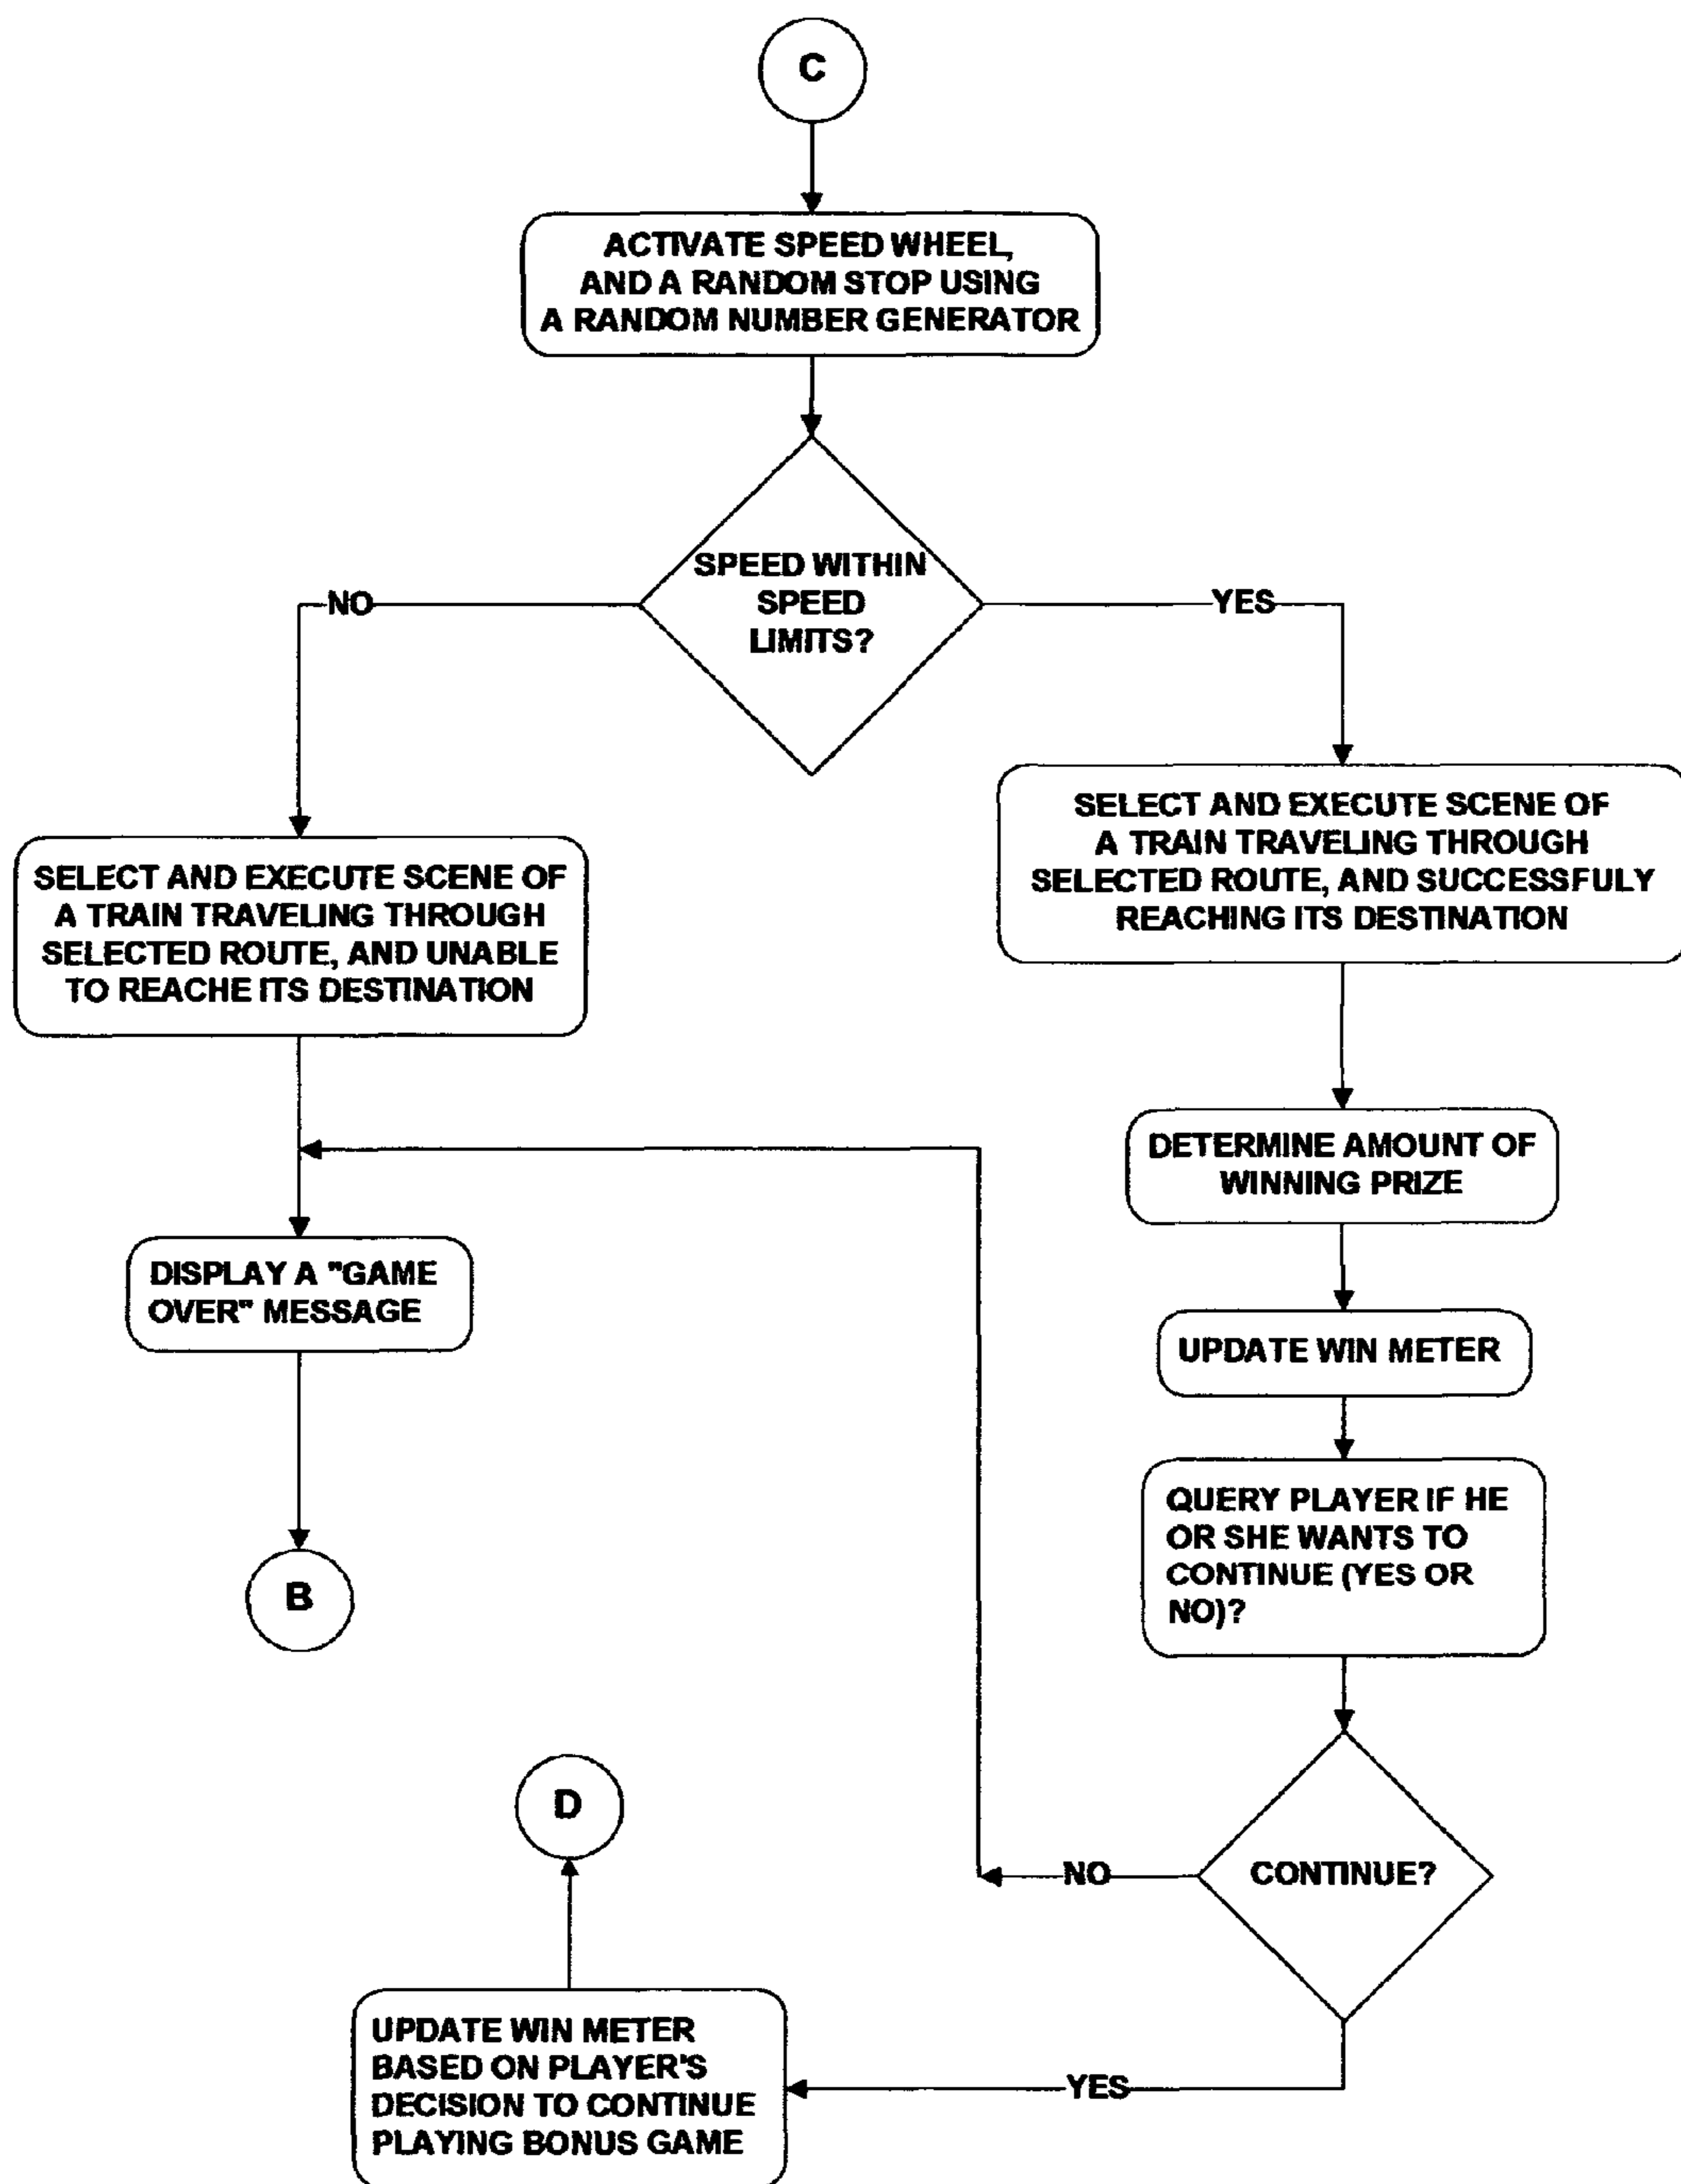 C
ACTIVATE SPEED WHEEL,
AND A RANDOM STOP USING
A RANDOM NUMBER GENERATOR
SPEED WITHIN
SPEED
LIMITS?
NO
YES
SELECT AND EXECUTE SCENE OF
A TRAIN TRAVELING THROUGH
SELECTED ROUTE, AND UNABLE
TO REACHE ITS DESTINATION
SELECT AND EXECUTE SCENE OF
A TRAIN TRAVELING THROUGH
SELECTED ROUTE, AND SUCCESSFULY
REACHING ITS DESTINATION
DETERMINE AMOUNT OF
WINNING PRIZE
DISPLAY A "GAME
OVER" MESSAGE
UPDATE WIN METER
QUERY PLAYER IF HE
OR SHE WANTS TO
CONTINUE (YES OR
NO)?
B
D
NO
CONTINUE?
UPDATE WIN METER
BASED ON PLAYER'S
DECISION TO CONTINUE
PLAYING BONUS GAME
YES